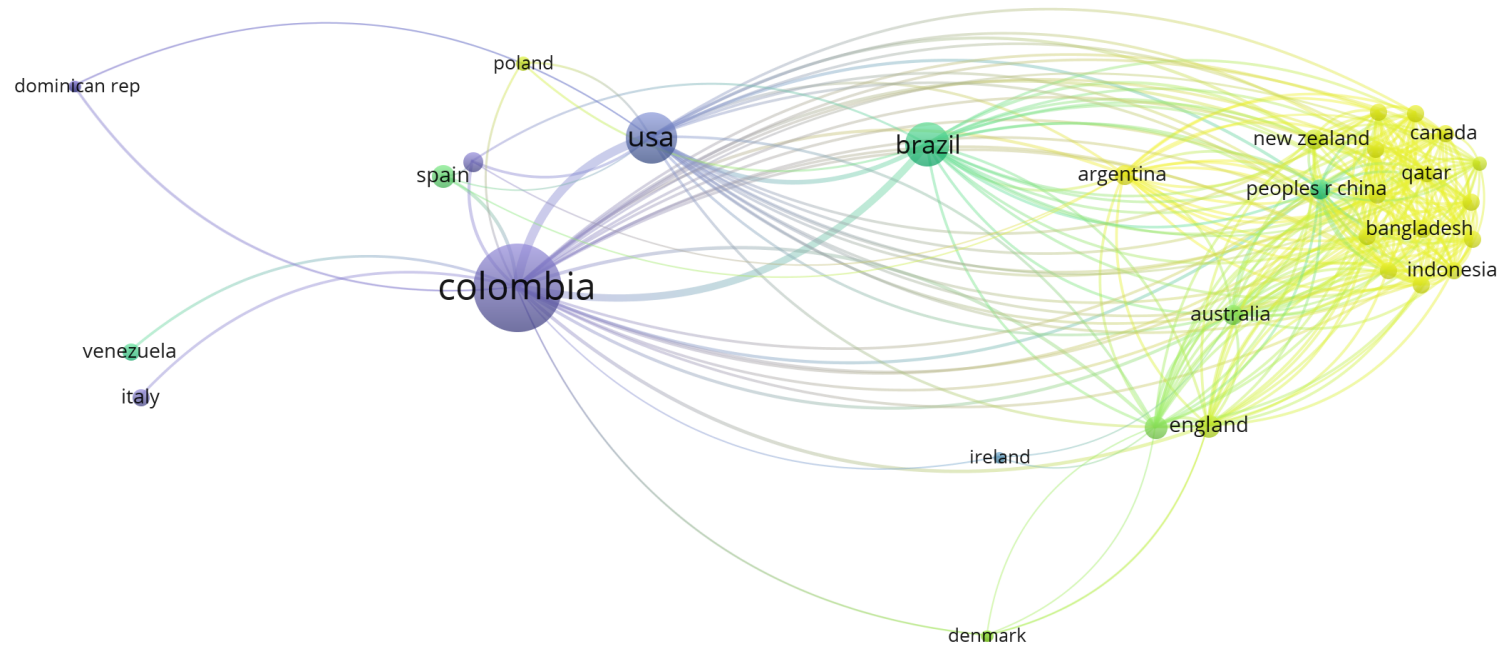 poland
dominican rep
usa
brazil
new zealand
canada
spain
argentina
peoples r china
qatar
bangladesh
colombia
indonesia
australia
venezuela
italy
england
ireland
denmark